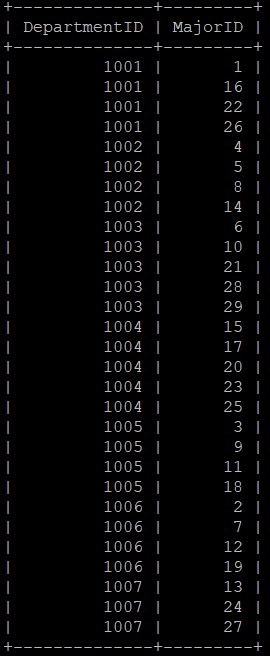 +--------------+---------+
| DepartmentID | MajorID |
+--------------+---------+
|         1001 |       1 |
|         1001 |      16 |
|         1001 |      22 |
|         1001 |      26 |
|         1002 |       4 |
|         1002 |       5 |
|         1002 |       8 |
|         1002 |      14 |
|         1003 |       6 |
|         1003 |      10 |
|         1003 |      21 |
|         1003 |      28 |
|         1003 |      29 |
|         1004 |      15 |
|         1004 |      17 |
|         1004 |      20 |
|         1004 |      23 |
|         1004 |      25 |
|         1005 |       3 |
|         1005 |       9 |
|         1005 |      11 |
|         1005 |      18 |
|         1006 |       2 |
|         1006 |       7 |
|         1006 |      12 |
|         1006 |      19 |
|         1007 |      13 |
|         1007 |      24 |
|         1007 |      27 |
+--------------+---------+